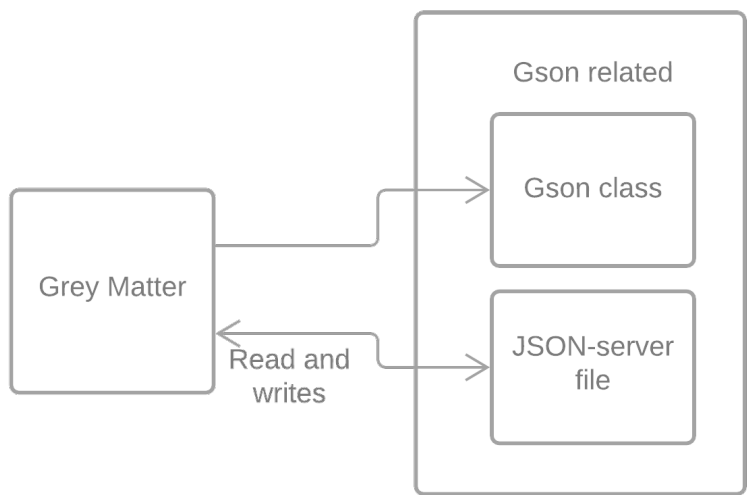 Gson related
Gson class
Grey Matter
JSON-server
file
Read and
writes